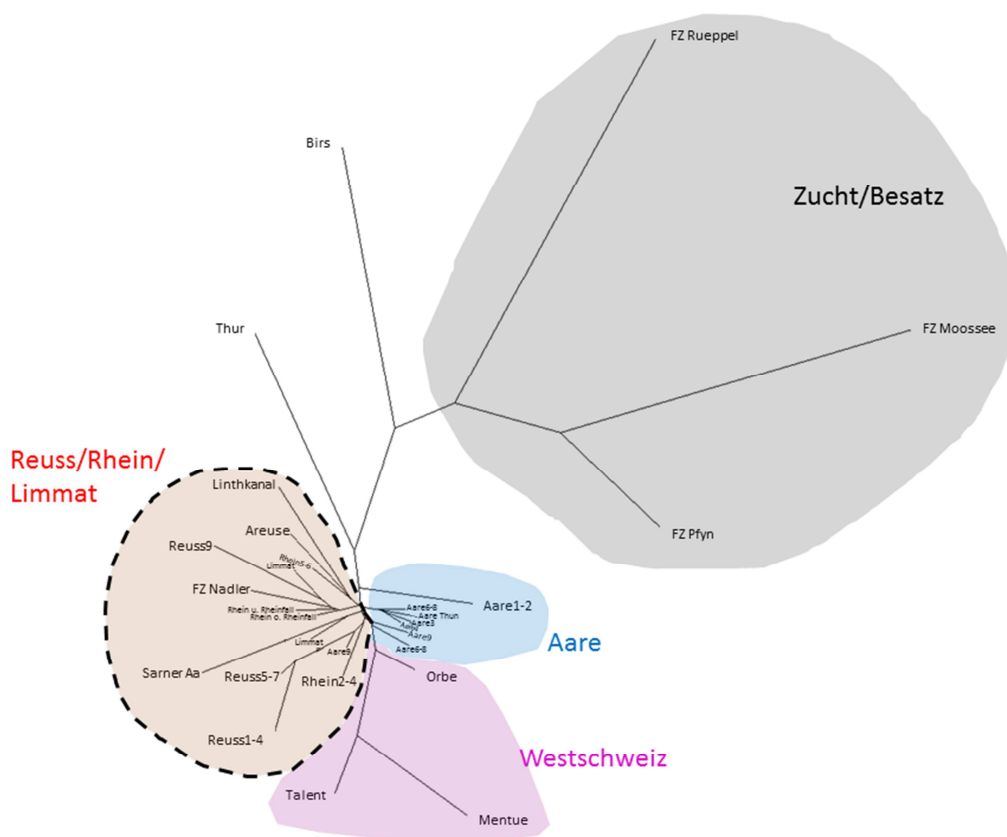 FZ Rueppel
Birs
Zucht/Besatz
Thur
FZ Moossee
Reuss/Rhein/
Limmat
Linthkanal
Areuse
FZ Pfyn
Reuss9
Rhein5-6
Limmat
FZ Nadler
Rhein u. Rheinfall
Rhein o. Rheinfall
Aare1-2
Aare6-8
Aare Thun
Aare3
Aare9
Aare6-8
Aare
Limmat
Aare9
Sarner Aa
Reuss5-7
Rhein2-4
Orbe
Reuss1-4
Westschweiz
Talent
Mentue